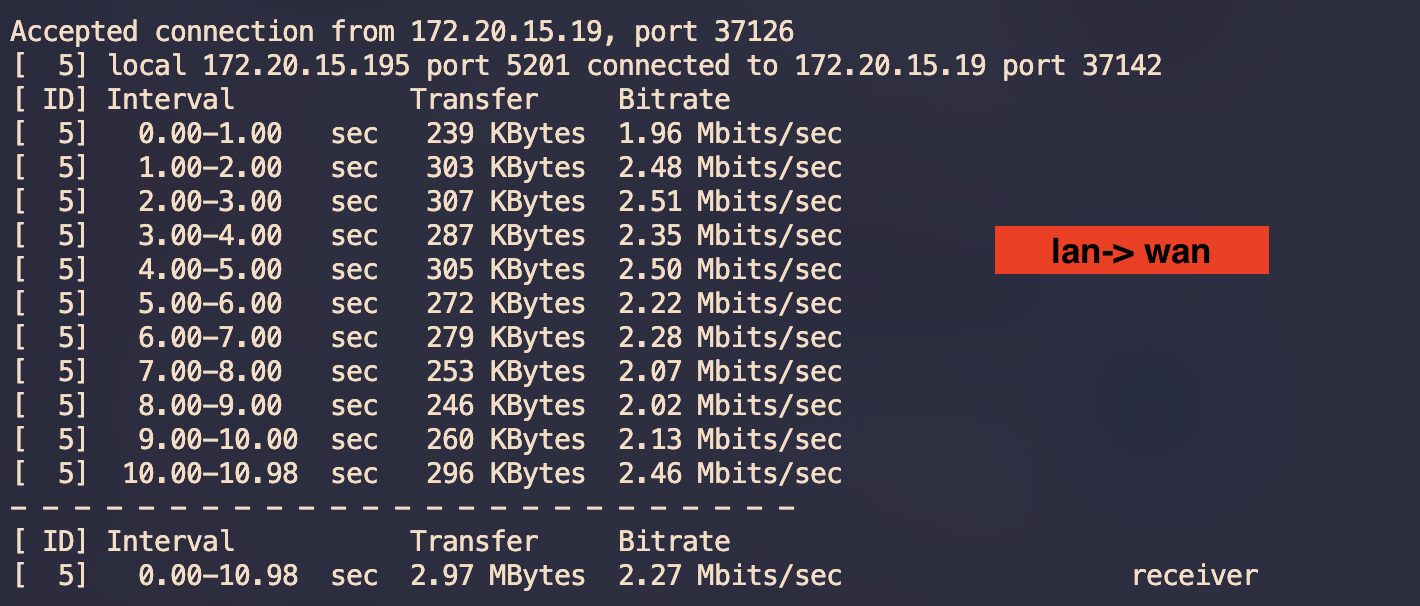 Accepted connection from 172.20.15.19, port 37126
[  5] local 172.20.15.195 port 5201 connected to 172.20.15.19 port 37142
[ ID] Interval           Transfer     Bitrate
[  5]   0.00-1.00   sec   239 KBytes  1.96 Mbits/sec
[  5]   1.00-2.00   sec   303 KBytes  2.48 Mbits/sec
[  5]   2.00-3.00   sec   307 KBytes  2.51 Mbits/sec
[  5]   3.00-4.00   sec   287 KBytes  2.35 Mbits/sec
lan-> wan
[  5]   4.00-5.00   sec   305 KBytes  2.50 Mbits/sec
[  5]   5.00-6.00   sec   272 KBytes  2.22 Mbits/sec
[  5]   6.00-7.00   sec   279 KBytes  2.28 Mbits/sec
[  5]   7.00-8.00   sec   253 KBytes  2.07 Mbits/sec
[  5]   8.00-9.00   sec   246 KBytes  2.02 Mbits/sec
[  5]   9.00-10.00  sec   260 KBytes  2.13 Mbits/sec
[  5]  10.00-10.98  sec   296 KBytes  2.46 Mbits/sec
- - - - - - - - - - - - - - - - - - - - - - - - -
[ ID] Interval           Transfer     Bitrate
[  5]   0.00-10.98  sec  2.97 MBytes  2.27 Mbits/sec                  receiver